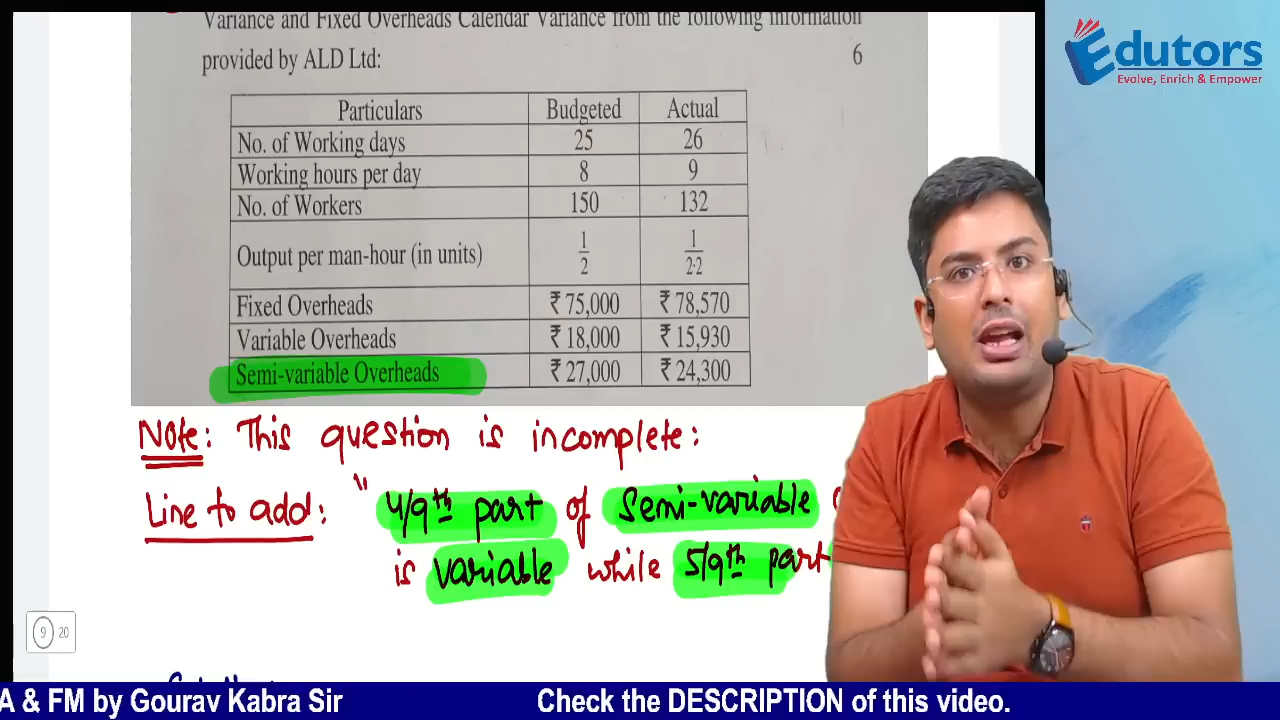 Variance and Fixed Overheads Calendar Variance from the following information
provided by ALD Ltd: 6
Particulars Budgeted Actual
No. of Working days 25 26
Working hours per day 8 9
No. of Workers 150 132
Output per man-hour (in units) 1/2 1/2·2
Fixed Overheads ₹ 75,000 ₹ 78,570
Variable Overheads ₹ 18,000 ₹ 15,930
Semi-variable Overheads ₹ 27,000 ₹ 24,300
Note: This question is incomplete:
Line to add: " 4/9th part of Semi-variable
is variable while 5/9th part
9 20
Edutors
Evolve, Enrich & Empower
A & FM by Gourav Kabra Sir Check the DESCRIPTION of this video.